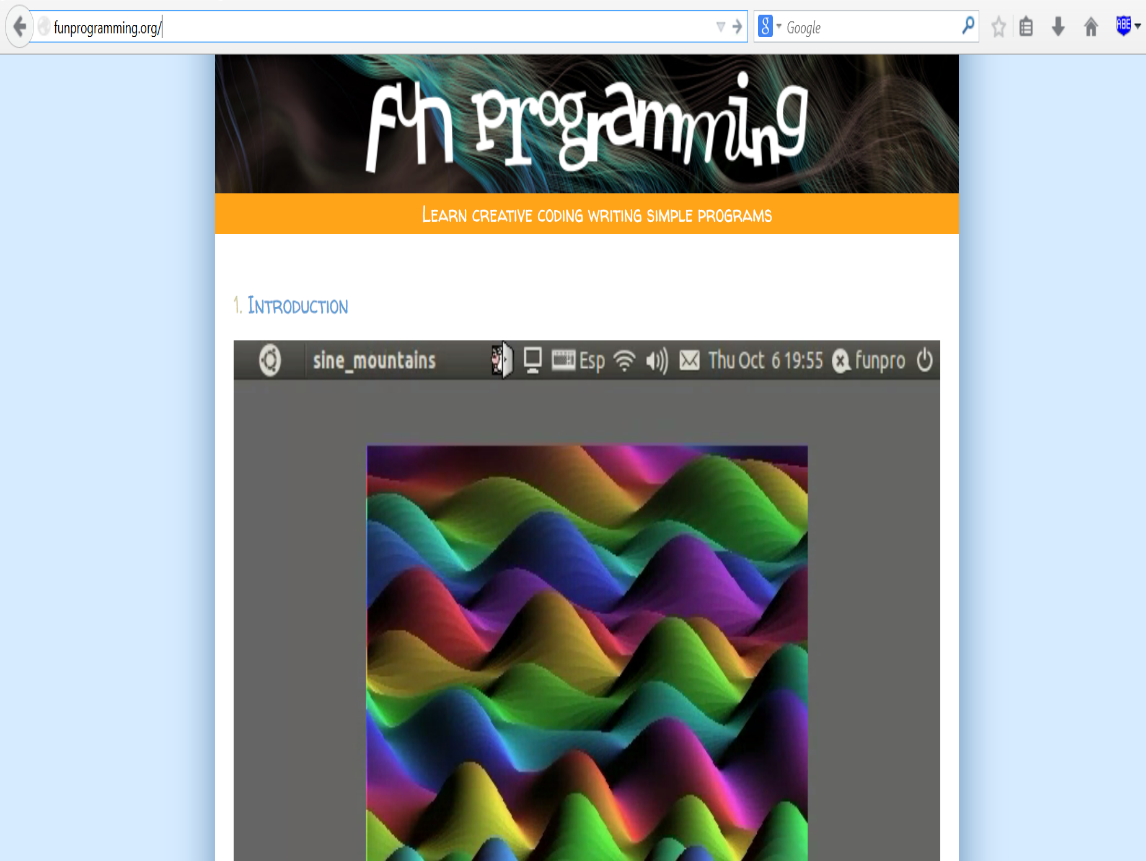 funprogramming.org/
Google
fun programming
Learn creative coding writing simple programs
1. Introduction
sine_mountains Esp Thu Oct 6 19:55 funpro